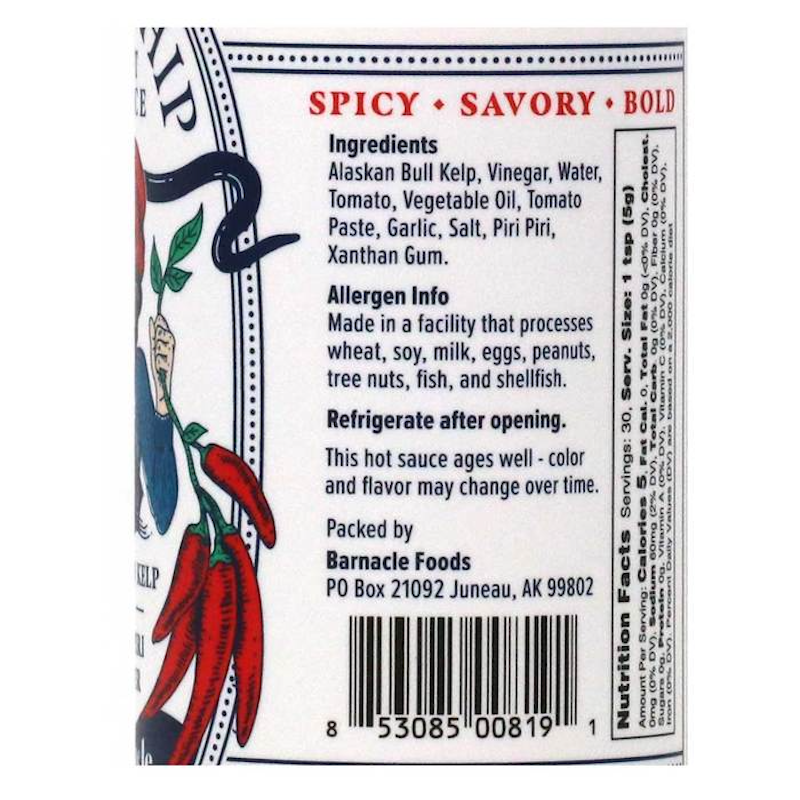 SPICY • SAVORY • BOLD
Ingredients
Alaskan Bull Kelp, Vinegar, Water,
Tomato, Vegetable Oil, Tomato
Paste, Garlic, Salt, Piri Piri,
Xanthan Gum.
Allergen Info
Made in a facility that processes
wheat, soy, milk, eggs, peanuts,
tree nuts, fish, and shellfish.
Refrigerate after opening.
This hot sauce ages well - color
and flavor may change over time.
Packed by
Barnacle Foods
PO Box 21092 Juneau, AK 99802
8 53085 00819 1
Nutrition Facts Servings: 30, Serv. Size: 1 tsp (5g)
Amount Per Serving: Calories 5, Fat Cal. 0, Total Fat 0g (<0% DV), Cholest.
0mg (0% DV), Sodium 60mg (2% DV), Total Carb. 0g (0% DV), Fiber 0g (0% DV),
Sugars 0g, Protein 0g, Vitamin A (0% DV), Vitamin C (0% DV), Calcium (0% DV),
Iron (0% DV). Percent Daily Values (DV) are based on a 2,000 calorie diet
KELP